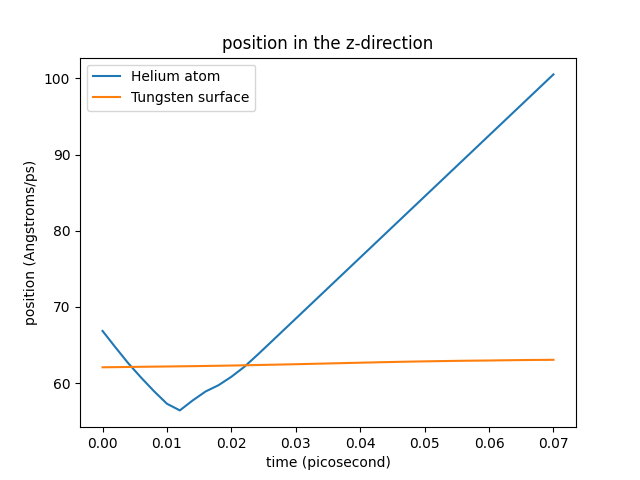 position in the z-direction
Helium atom
Tungsten surface
position (Angstroms/ps)
100
90
80
70
60
0.00 0.01 0.02 0.03 0.04 0.05 0.06 0.07
time (picosecond)